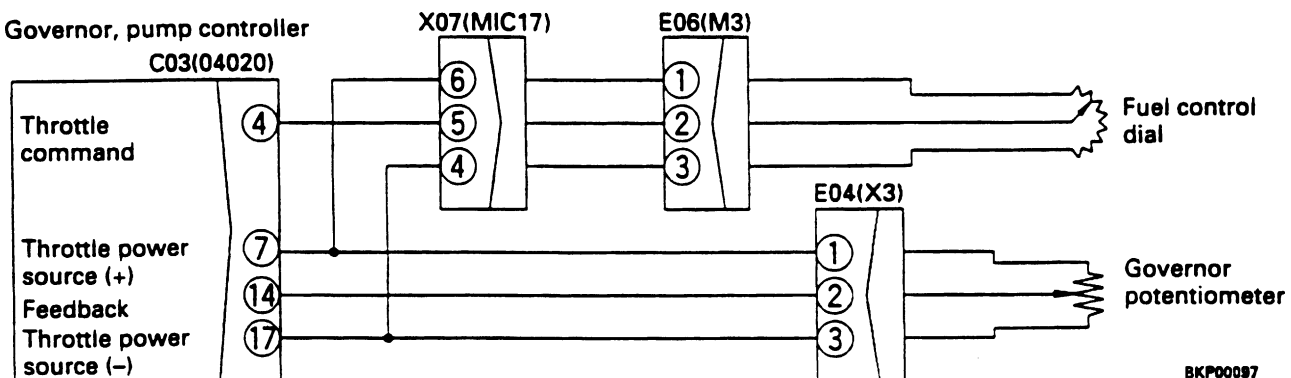 Governor, pump controller
C03(04020)
X07(MIC17)
E06(M3)
6
1
Throttle
command
4
5
2
Fuel control
dial
4
3
E04(X3)
Throttle power
source (+)
7
1
Governor
potentiometer
Feedback
14
2
Throttle power
source (–)
17
3
BKP00097